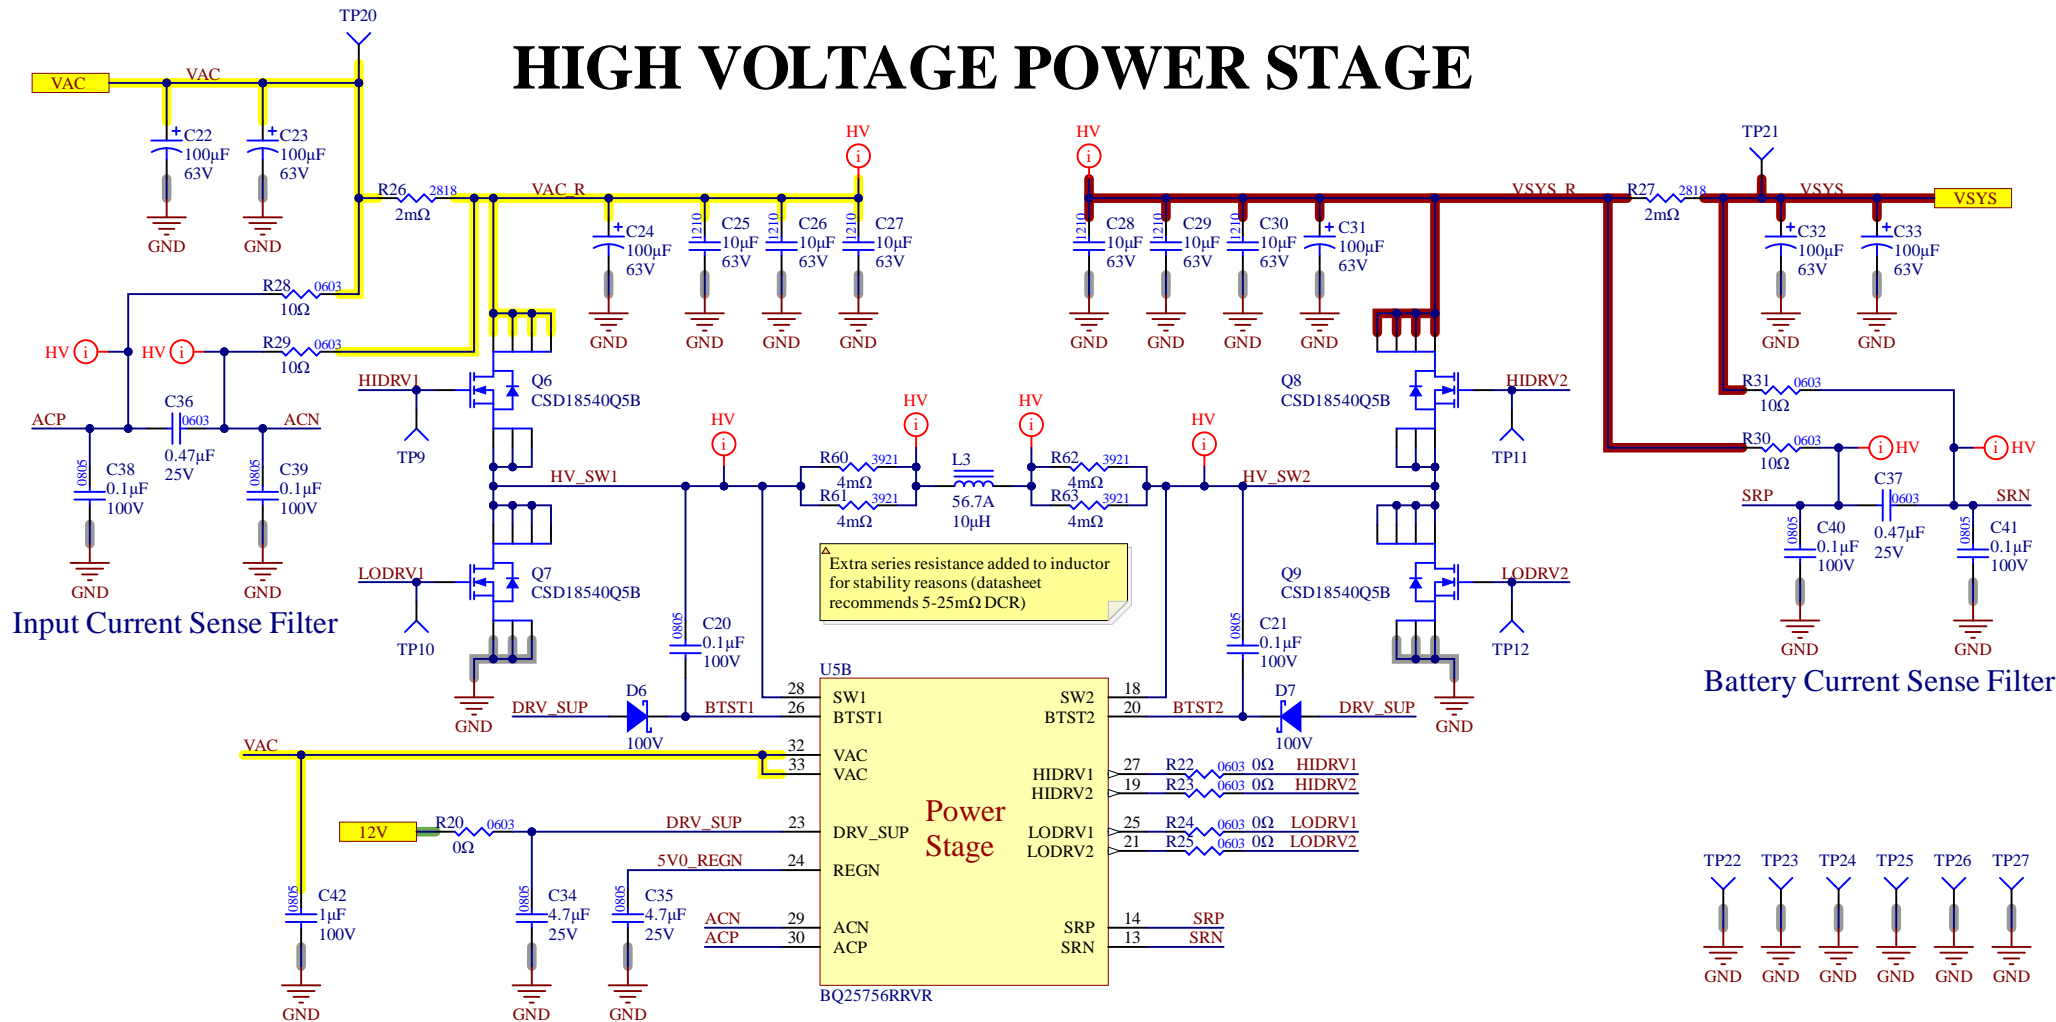 HIGH VOLTAGE POWER STAGE
TP20
VAC
VAC
C22
100µF
63V
GND
C23
100µF
63V
GND
R26
2818
2mΩ
VAC_R
HV
i
C24
100µF
63V
GND
1210
C25
10µF
63V
GND
1210
C26
10µF
63V
GND
1210
C27
10µF
63V
GND
HV
i
1210
C28
10µF
63V
GND
1210
C29
10µF
63V
GND
1210
C30
10µF
63V
GND
C31
100µF
63V
GND
VSYS_R
R27
2818
2mΩ
TP21
VSYS
VSYS
C32
100µF
63V
GND
C33
100µF
63V
GND
R28
0603
10Ω
R29
0603
10Ω
HV
i
HV
i
ACP
C36
0603
0.47µF
25V
ACN
0805
C38
0.1µF
100V
GND
0805
C39
0.1µF
100V
GND
Input Current Sense Filter
HIDRV1
TP9
Q6
CSD18540Q5B
LODRV1
TP10
Q7
CSD18540Q5B
GND
HV_SW1
HV
i
R60
3921
4mΩ
R61
3921
4mΩ
HV
i
L3
56.7A
10µH
HV
i
R62
3921
4mΩ
R63
3921
4mΩ
HV
i
HV_SW2
Extra series resistance added to inductor
for stability reasons (datasheet
recommends 5-25mΩ DCR)
Q8
CSD18540Q5B
HIDRV2
TP11
Q9
CSD18540Q5B
LODRV2
TP12
GND
R31
0603
10Ω
R30
0603
10Ω
HV
i
HV
i
SRP
C37
0603
0.47µF
25V
SRN
0805
C40
0.1µF
100V
GND
0805
C41
0.1µF
100V
GND
Battery Current Sense Filter
0805
C20
0.1µF
100V
0805
C21
0.1µF
100V
DRV_SUP
D6
100V
BTST1
BTST2
D7
100V
DRV_SUP
U5B
28
SW1
26
BTST1
32
VAC
33
VAC
23
DRV_SUP
24
REGN
29
ACN
30
ACP
Power
Stage
SW2
18
BTST2
20
HIDRV1
27
HIDRV2
19
LODRV1
25
LODRV2
21
SRP
14
SRN
13
BQ25756RRVR
VAC
0805
C42
1µF
100V
GND
12V
R20
0603
0Ω
DRV_SUP
0805
C34
4.7µF
25V
GND
5V0_REGN
0805
C35
4.7µF
25V
GND
ACN
ACP
R22
0603
0Ω
HIDRV1
R23
0603
0Ω
HIDRV2
R24
0603
0Ω
LODRV1
R25
0603
0Ω
LODRV2
SRP
SRN
TP22
TP23
TP24
TP25
TP26
TP27
GND
GND
GND
GND
GND
GND